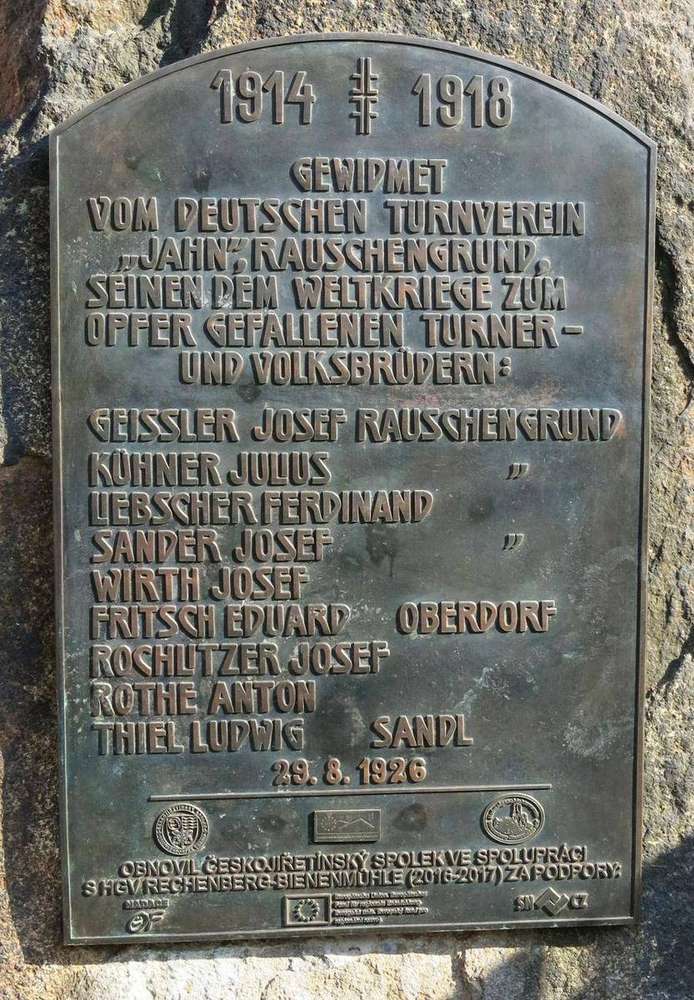 1914 1918
GEWIDMET
VOM DEUTSCHEN TURNVEREIN
„JAHN“, RAUSCHENGRUND,
SEINEN DEM WELTKRIEGE ZUM
OPFER GEFALLENEN TURNER-
UND VOLKSBRÜDERN:
GEISSLER JOSEF RAUSCHENGRUND
KÜHNER JULIUS "
LIEBSCHER FERDINAND
SANDER JOSEF "
WIRTH JOSEF
FRITSCH EDUARD OBERDORF
ROCHLITZER JOSEF
ROTHE ANTON
THIEL LUDWIG SANDL
29. 8. 1926
OBNOVIL ČESKOJIŘETÍNSKÝ SPOLEK VE SPOLUPRÁCI
S HGV RECHENBERG-BIENENMÜHLE (2016-2017) ZA PODPORY:
NADACE
SN CZ